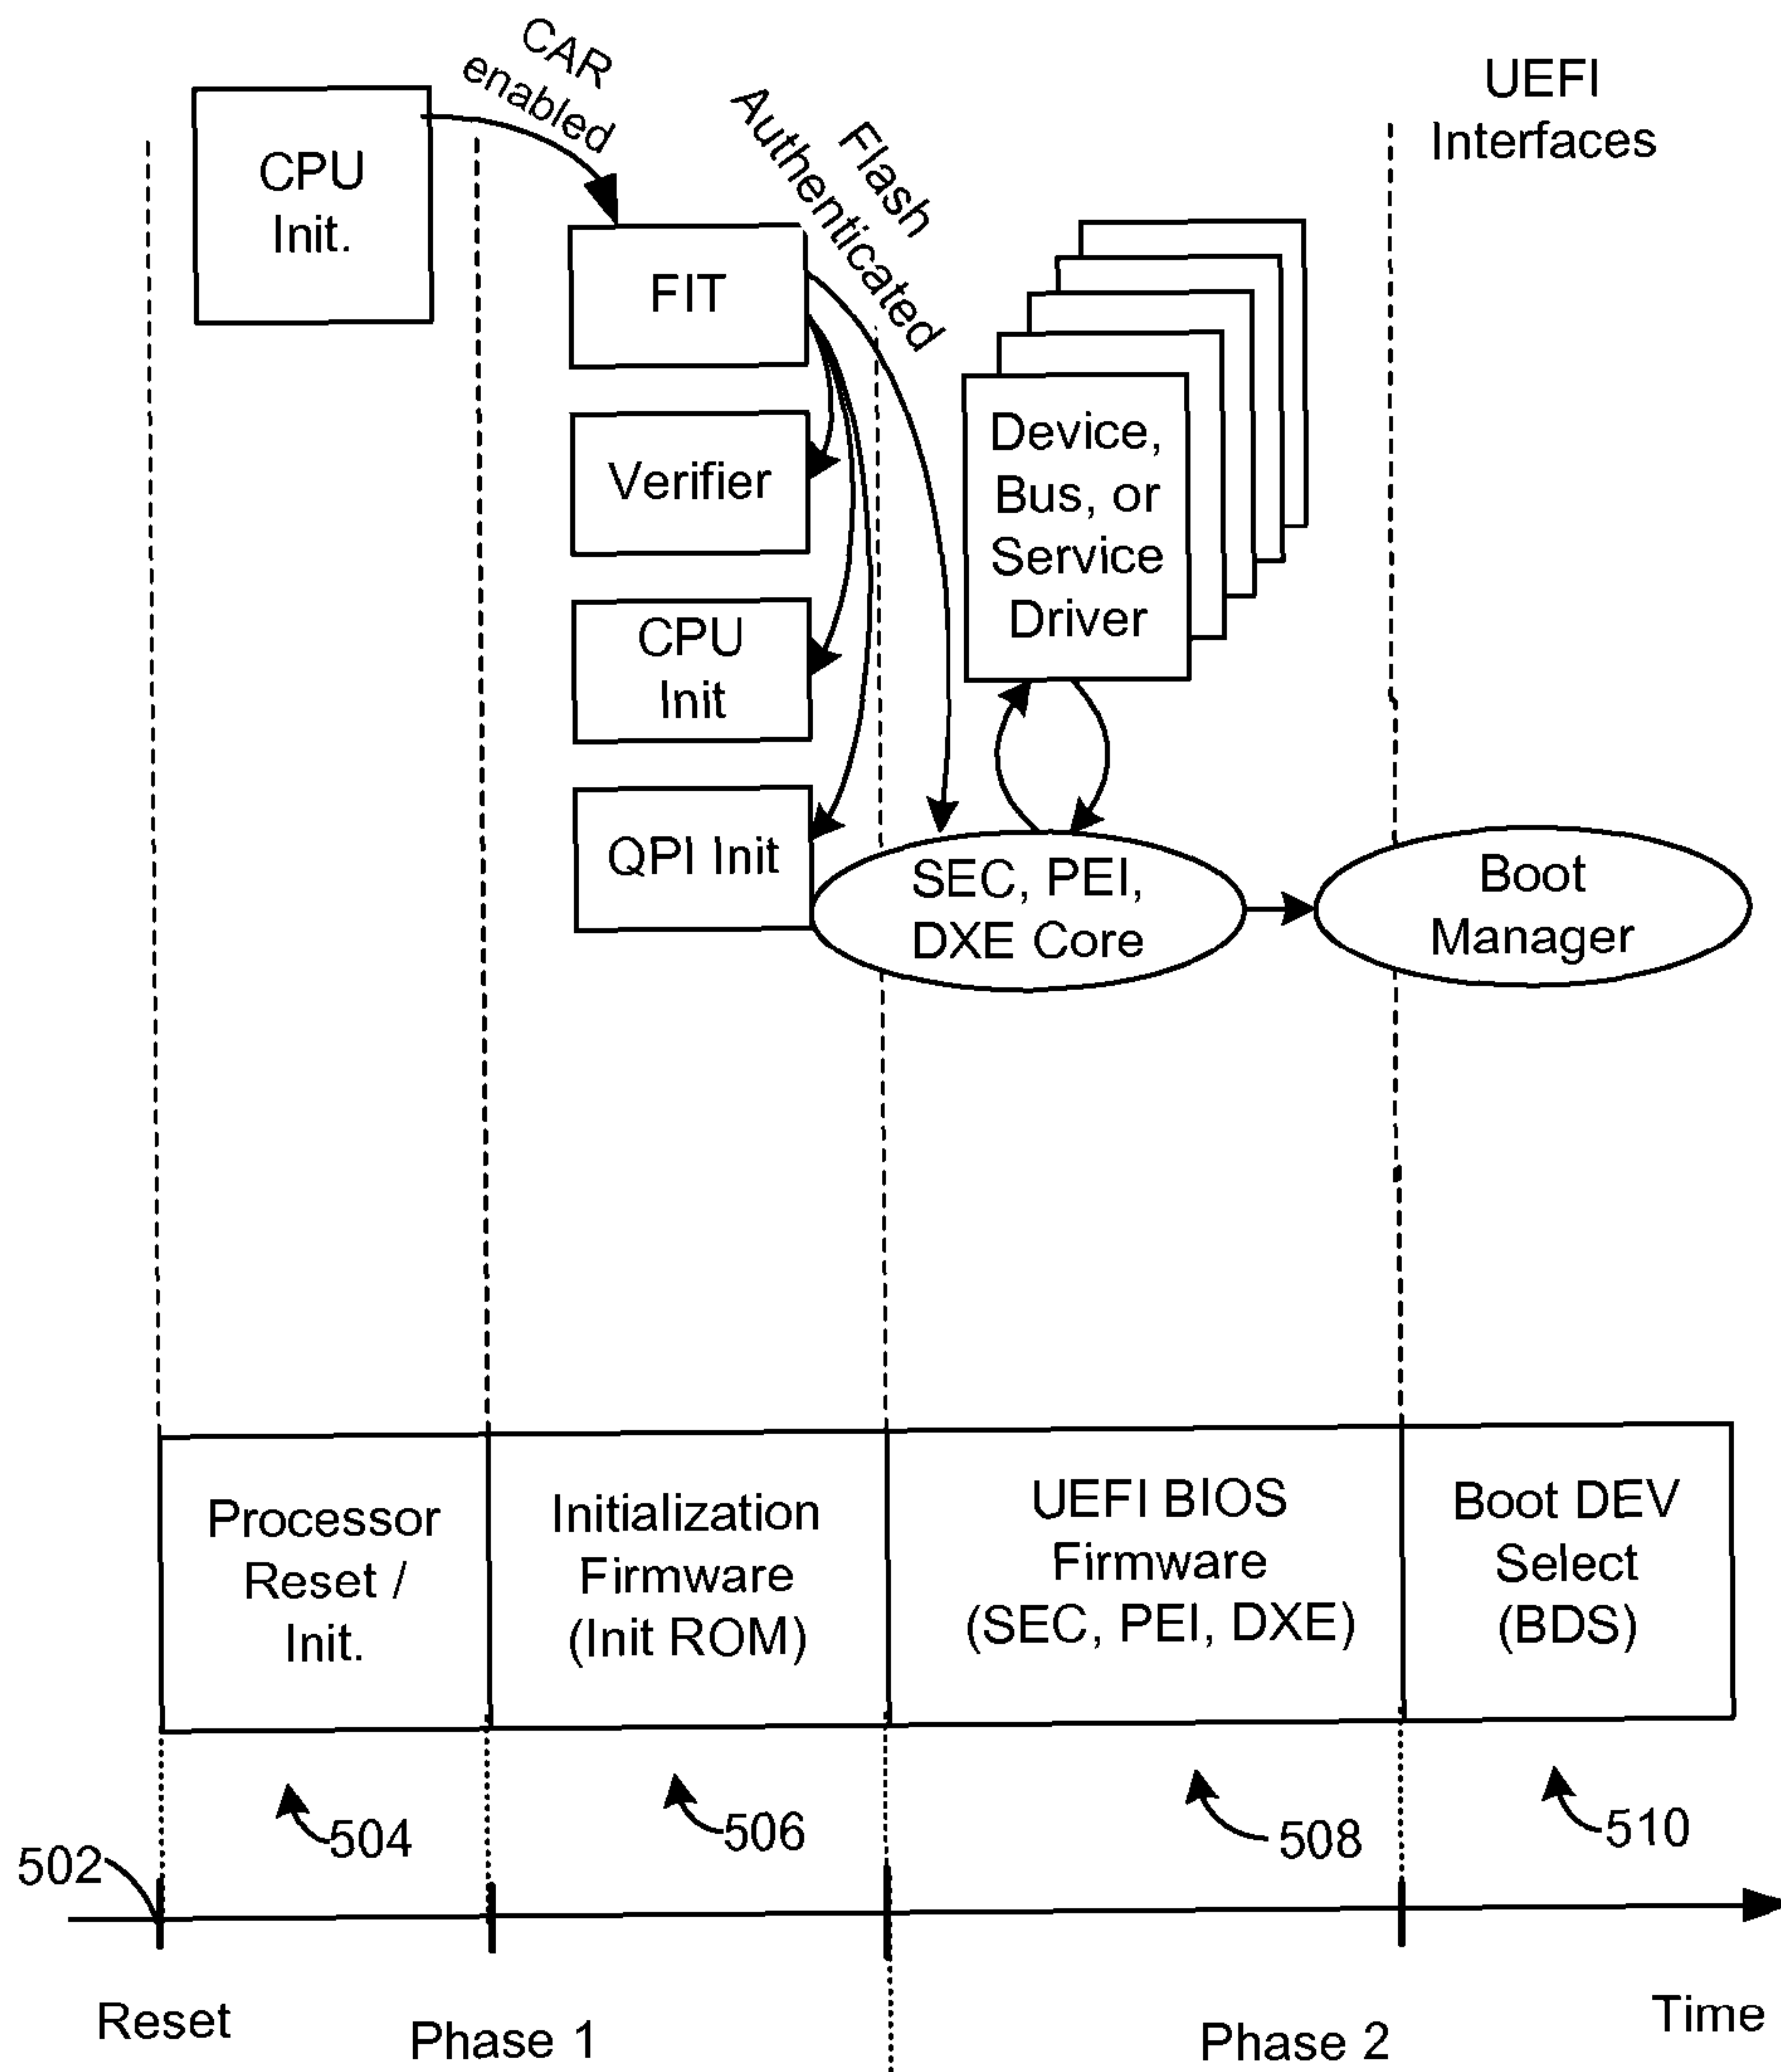 CAR
enabled
UEFI
Interfaces
CPU
Init.
Flash
Authenticated
FIT
Device,
Bus, or
Service
Driver
Verifier
CPU
Init
QPI Init
SEC, PEI,
DXE Core
Boot
Manager
Processor
Reset /
Init.
Initialization
Firmware
(Init ROM)
UEFI BIOS
Firmware
(SEC, PEI, DXE)
Boot DEV
Select
(BDS)
502
504
506
508
510
Reset
Phase 1
Phase 2
Time